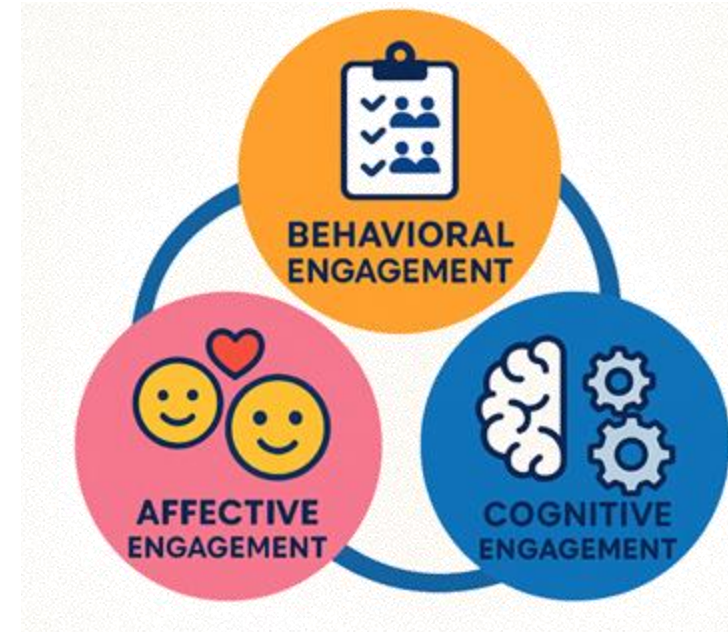 BEHAVIORAL
ENGAGEMENT
AFFECTIVE
ENGAGEMENT
COGNITIVE
ENGAGEMENT